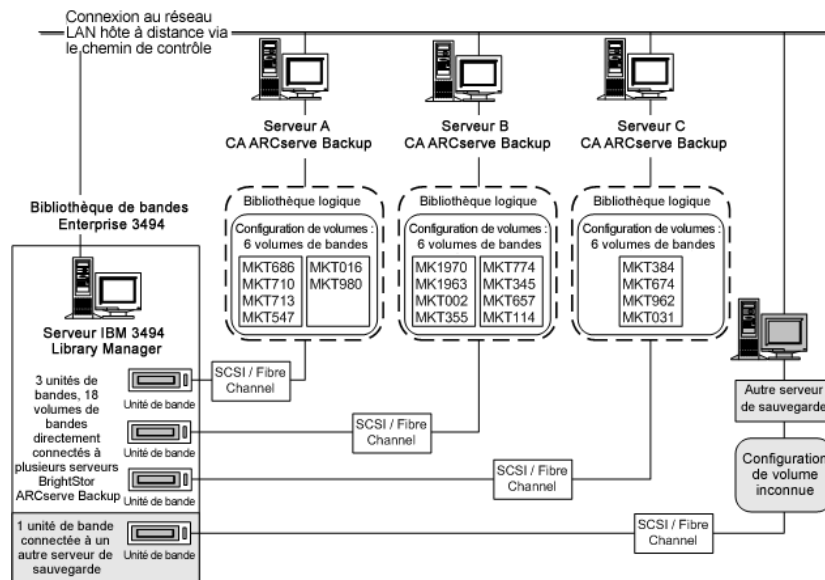 Connexion au réseau
LAN hôte à distance via
le chemin de contrôle
Serveur A
CA ARCserve Backup
Serveur B
CA ARCserve Backup
Serveur C
CA ARCserve Backup
Bibliothèque de bandes
Enterprise 3494
Serveur IBM 3494
Library Manager
Bibliothèque logique
Configuration de volumes :
6 volumes de bandes
MKT686
MKT710
MKT713
MKT547
MKT016
MKT980
Bibliothèque logique
Configuration de volumes :
6 volumes de bandes
MK1970
MK1963
MKT002
MKT355
MKT774
MKT345
MKT657
MKT114
Bibliothèque logique
Configuration de volumes :
6 volumes de bandes
MKT384
MKT674
MKT962
MKT031
3 unités de
bandes, 18
volumes de
bandes
directement
connectés à
plusieurs serveurs
BrightStor
ARCserve Backup
Unité de bande
Unité de bande
Unité de bande
1 unité de bande
connectée à un
autre serveur de
sauvegarde
Unité de bande
SCSI / Fibre
Channel
SCSI / Fibre
Channel
SCSI / Fibre
Channel
SCSI / Fibre
Channel
Autre serveur
de sauvegarde
Configuration
de volume
inconnue